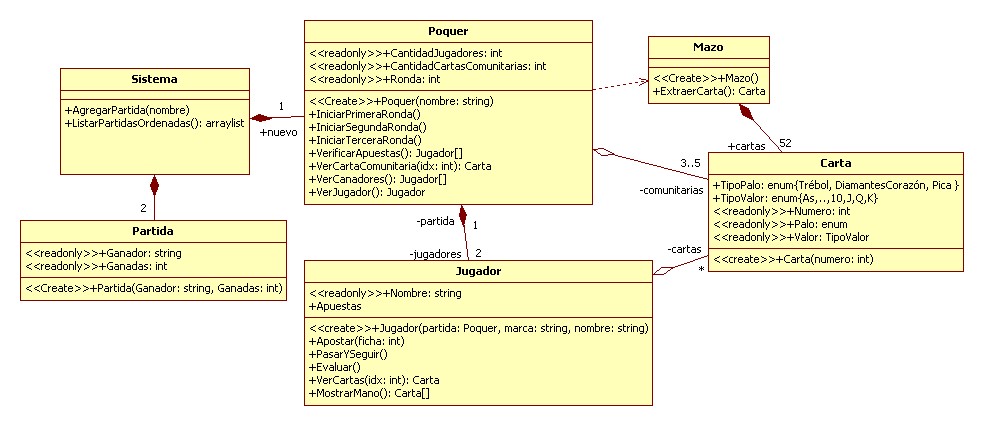 Sistema
+AgregarPartida(nombre)
+ListarPartidasOrdenadas(): arraylist
1
+nuevo
2
Partida
<<readonly>>+Ganador: string
<<readonly>>+Ganadas: int
<<Create>>+Partida(Ganador: string, Ganadas: int)
Poquer
<<readonly>>+CantidadJugadores: int
<<readonly>>+CantidadCartasComunitarias: int
<<readonly>>+Ronda: int
<<Create>>+Poquer(nombre: string)
+IniciarPrimeraRonda()
+IniciarSegundaRonda()
+IniciarTerceraRonda()
+VerificarApuestas(): Jugador[]
+VerCartaComunitaria(idx: int): Carta
+VerCanadores(): Jugador[]
+VerJugador(): Jugador
-partida
1
-jugadores
2
Jugador
<<readonly>>+Nombre: string
+Apuestas
<<create>>+Jugador(partida: Poquer, marca: string, nombre: string)
+Apostar(ficha: int)
+PasarYSeguir()
+Evaluar()
+VerCartas(idx: int): Carta
+MostrarMano(): Carta[]
Mazo
<<Create>>+Mazo()
+ExtraerCarta(): Carta
+cartas
52
3..5
-comunitarias
-cartas
*
Carta
+TipoPalo: enum{Trébol, DiamantesCorazón, Pica }
+TipoValor: enum{As,..,10,J,Q,K}
<<readonly>>+Numero: int
<<readonly>>+Palo: enum
<<readonly>>+Valor: TipoValor
<<create>>+Carta(numero: int)